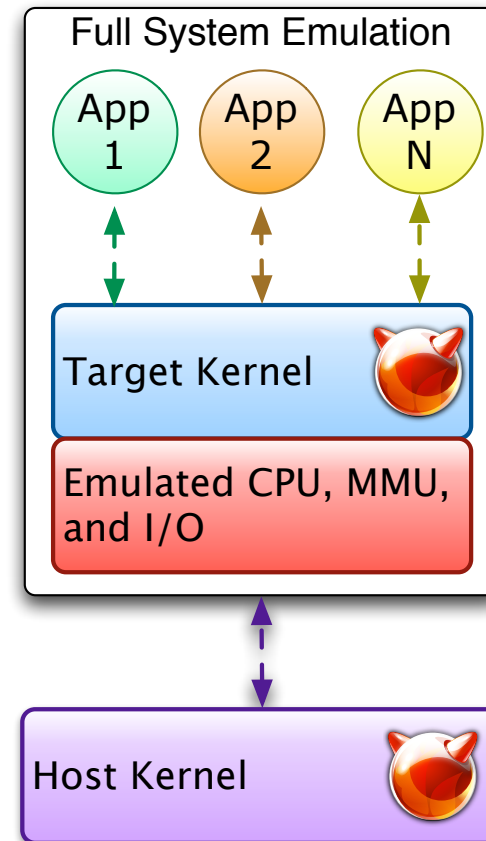 Full System Emulation
App
1
App
2
App
N
Target Kernel
Emulated CPU, MMU,
and I/O
Host Kernel